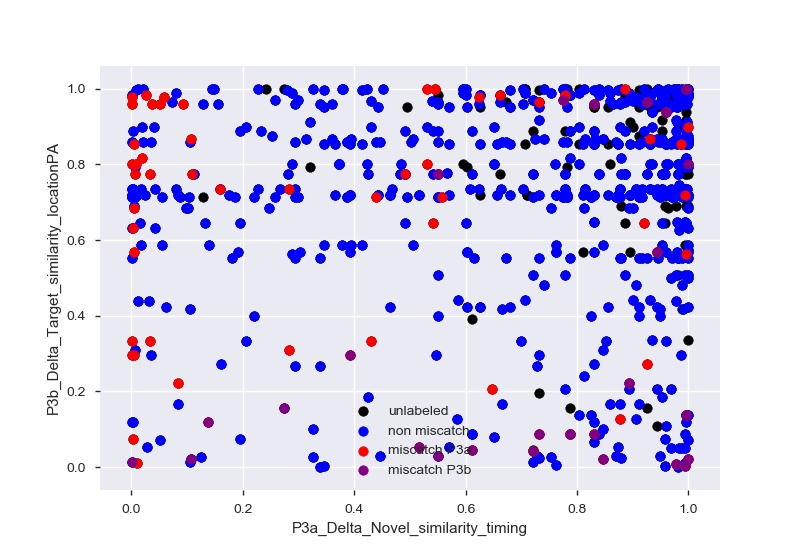 1.0
0.8
0.6
0.4
0.2
0.0
P3b_Delta_Target_similarity_locationPA
unlabeled
non miscatch
miscatch P3a
miscatch P3b
0.0 0.2 0.4 0.6 0.8 1.0
P3a_Delta_Novel_similarity_timing